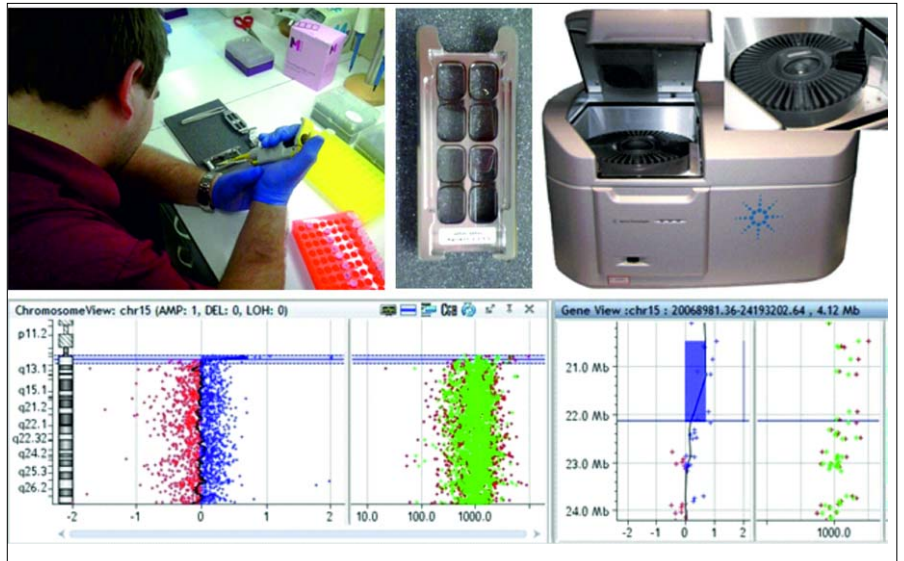 ChromosomeView: chr15 (AMP: 1, DEL: 0, LOH: 0)
CGH
Gene View :chr15 : 20068981.36-24193202.64 , 4.12 Mb
p11.2
q13.1
q15.1
q21.2
q22.32
q24.2
q25.3
q26.2
-2 -1 0 1 2
10.0 100.0 1000.0
21.0 Mb
22.0 Mb
23.0 Mb
24.0 Mb
-2 -1 0 1 2
1000.0